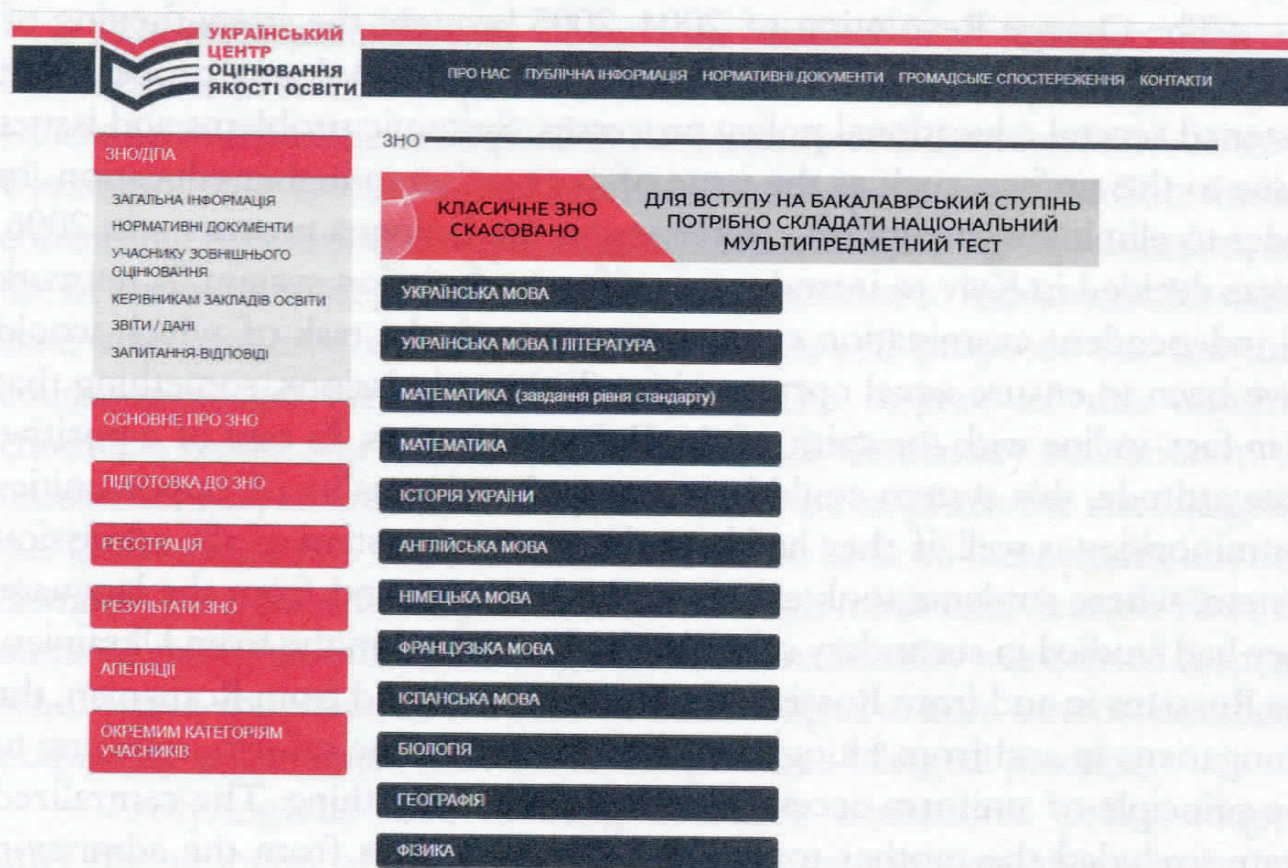 УКРАЇНСЬКИЙ
ЦЕНТР
ОЦІНЮВАННЯ
ЯКОСТІ ОСВІТИ
ПРО НАС ПУБЛІЧНА ІНФОРМАЦІЯ НОРМАТИВНІ ДОКУМЕНТИ ГРОМАДСЬКЕ СПОСТЕРЕЖЕННЯ КОНТАКТИ
ЗНО/ДПА
ЗАГАЛЬНА ІНФОРМАЦІЯ
НОРМАТИВНІ ДОКУМЕНТИ
УЧАСНИКУ ЗОВНІШНЬОГО
ОЦІНЮВАННЯ
КЕРІВНИКАМ ЗАКЛАДІВ ОСВІТИ
ЗВІТИ / ДАНІ
ЗАПИТАННЯ-ВІДПОВІДІ
ОСНОВНЕ ПРО ЗНО
ПІДГОТОВКА ДО ЗНО
РЕЄСТРАЦІЯ
РЕЗУЛЬТАТИ ЗНО
АПЕЛЯЦІЇ
ОКРЕМИМ КАТЕГОРІЯМ
УЧАСНИКІВ
ЗНО
КЛАСИЧНЕ ЗНО
СКАСОВАНО
ДЛЯ ВСТУПУ НА БАКАЛАВРСЬКИЙ СТУПІНЬ
ПОТРІБНО СКЛАДАТИ НАЦІОНАЛЬНИЙ
МУЛЬТИПРЕДМЕТНИЙ ТЕСТ
УКРАЇНСЬКА МОВА
УКРАЇНСЬКА МОВА І ЛІТЕРАТУРА
МАТЕМАТИКА (завдання рівня стандарту)
МАТЕМАТИКА
ІСТОРІЯ УКРАЇНИ
АНГЛІЙСЬКА МОВА
НІМЕЦЬКА МОВА
ФРАНЦУЗЬКА МОВА
ІСПАНСЬКА МОВА
БІОЛОГІЯ
ГЕОГРАФІЯ
ФІЗИКА